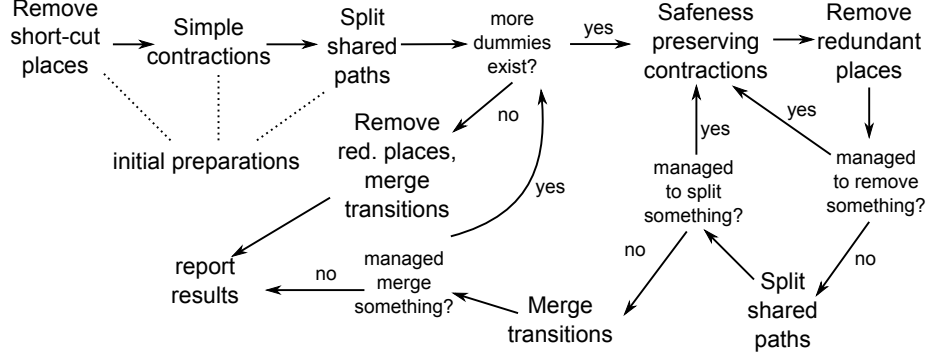 Remove
short-cut
places
Simple
contractions
Split
shared
paths
more
dummies
exist?
yes
Safeness
preserving
contractions
Remove
redundant
places
no
initial preparations
Remove
red. places,
merge
transitions
yes
yes
yes
managed
to split
something?
managed
to remove
something?
report
results
no
managed
merge
something?
no
no
Merge
transitions
Split
shared
paths